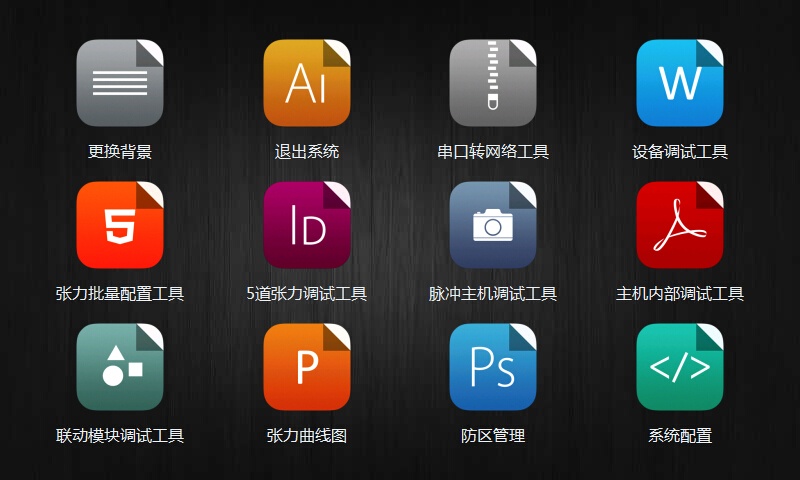 Ai
W
更换背景
退出系统
串口转网络工具
设备调试工具
5
ID
张力批量配置工具
5道张力调试工具
脉冲主机调试工具
主机内部调试工具
P
Ps
</>
联动模块调试工具
张力曲线图
防区管理
系统配置